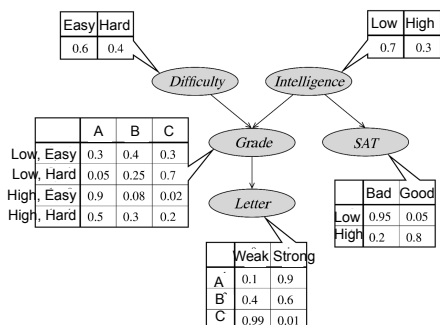 Easy Hard
0.6 0.4
Low High
0.7 0.3
Difficulty
Intelligence
A B C
Low, Easy 0.3 0.4 0.3
Low, Hard 0.05 0.25 0.7
High, Easy 0.9 0.08 0.02
High, Hard 0.5 0.3 0.2
Grade
SAT
Letter
Bad Good
Low 0.95 0.05
High 0.2 0.8
Weak Strong
A 0.1 0.9
B 0.4 0.6
C 0.99 0.01